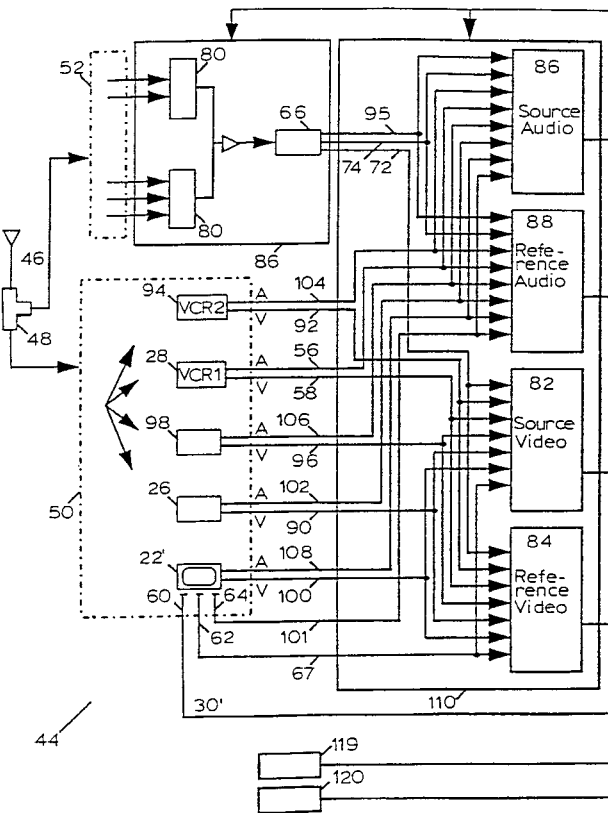 52
80
66
95
74
72
80
86
46
48
86
Source
Audio
88
Refe-
rence
Audio
82
Source
Video
84
Refe-
rence
Video
94
VCR2
A
104
V
92
28
VCR1
A
56
V
58
98
A
106
V
96
26
A
102
V
90
50
22'
A
108
V
100
60
62
64
101
67
30'
110
44
119
120